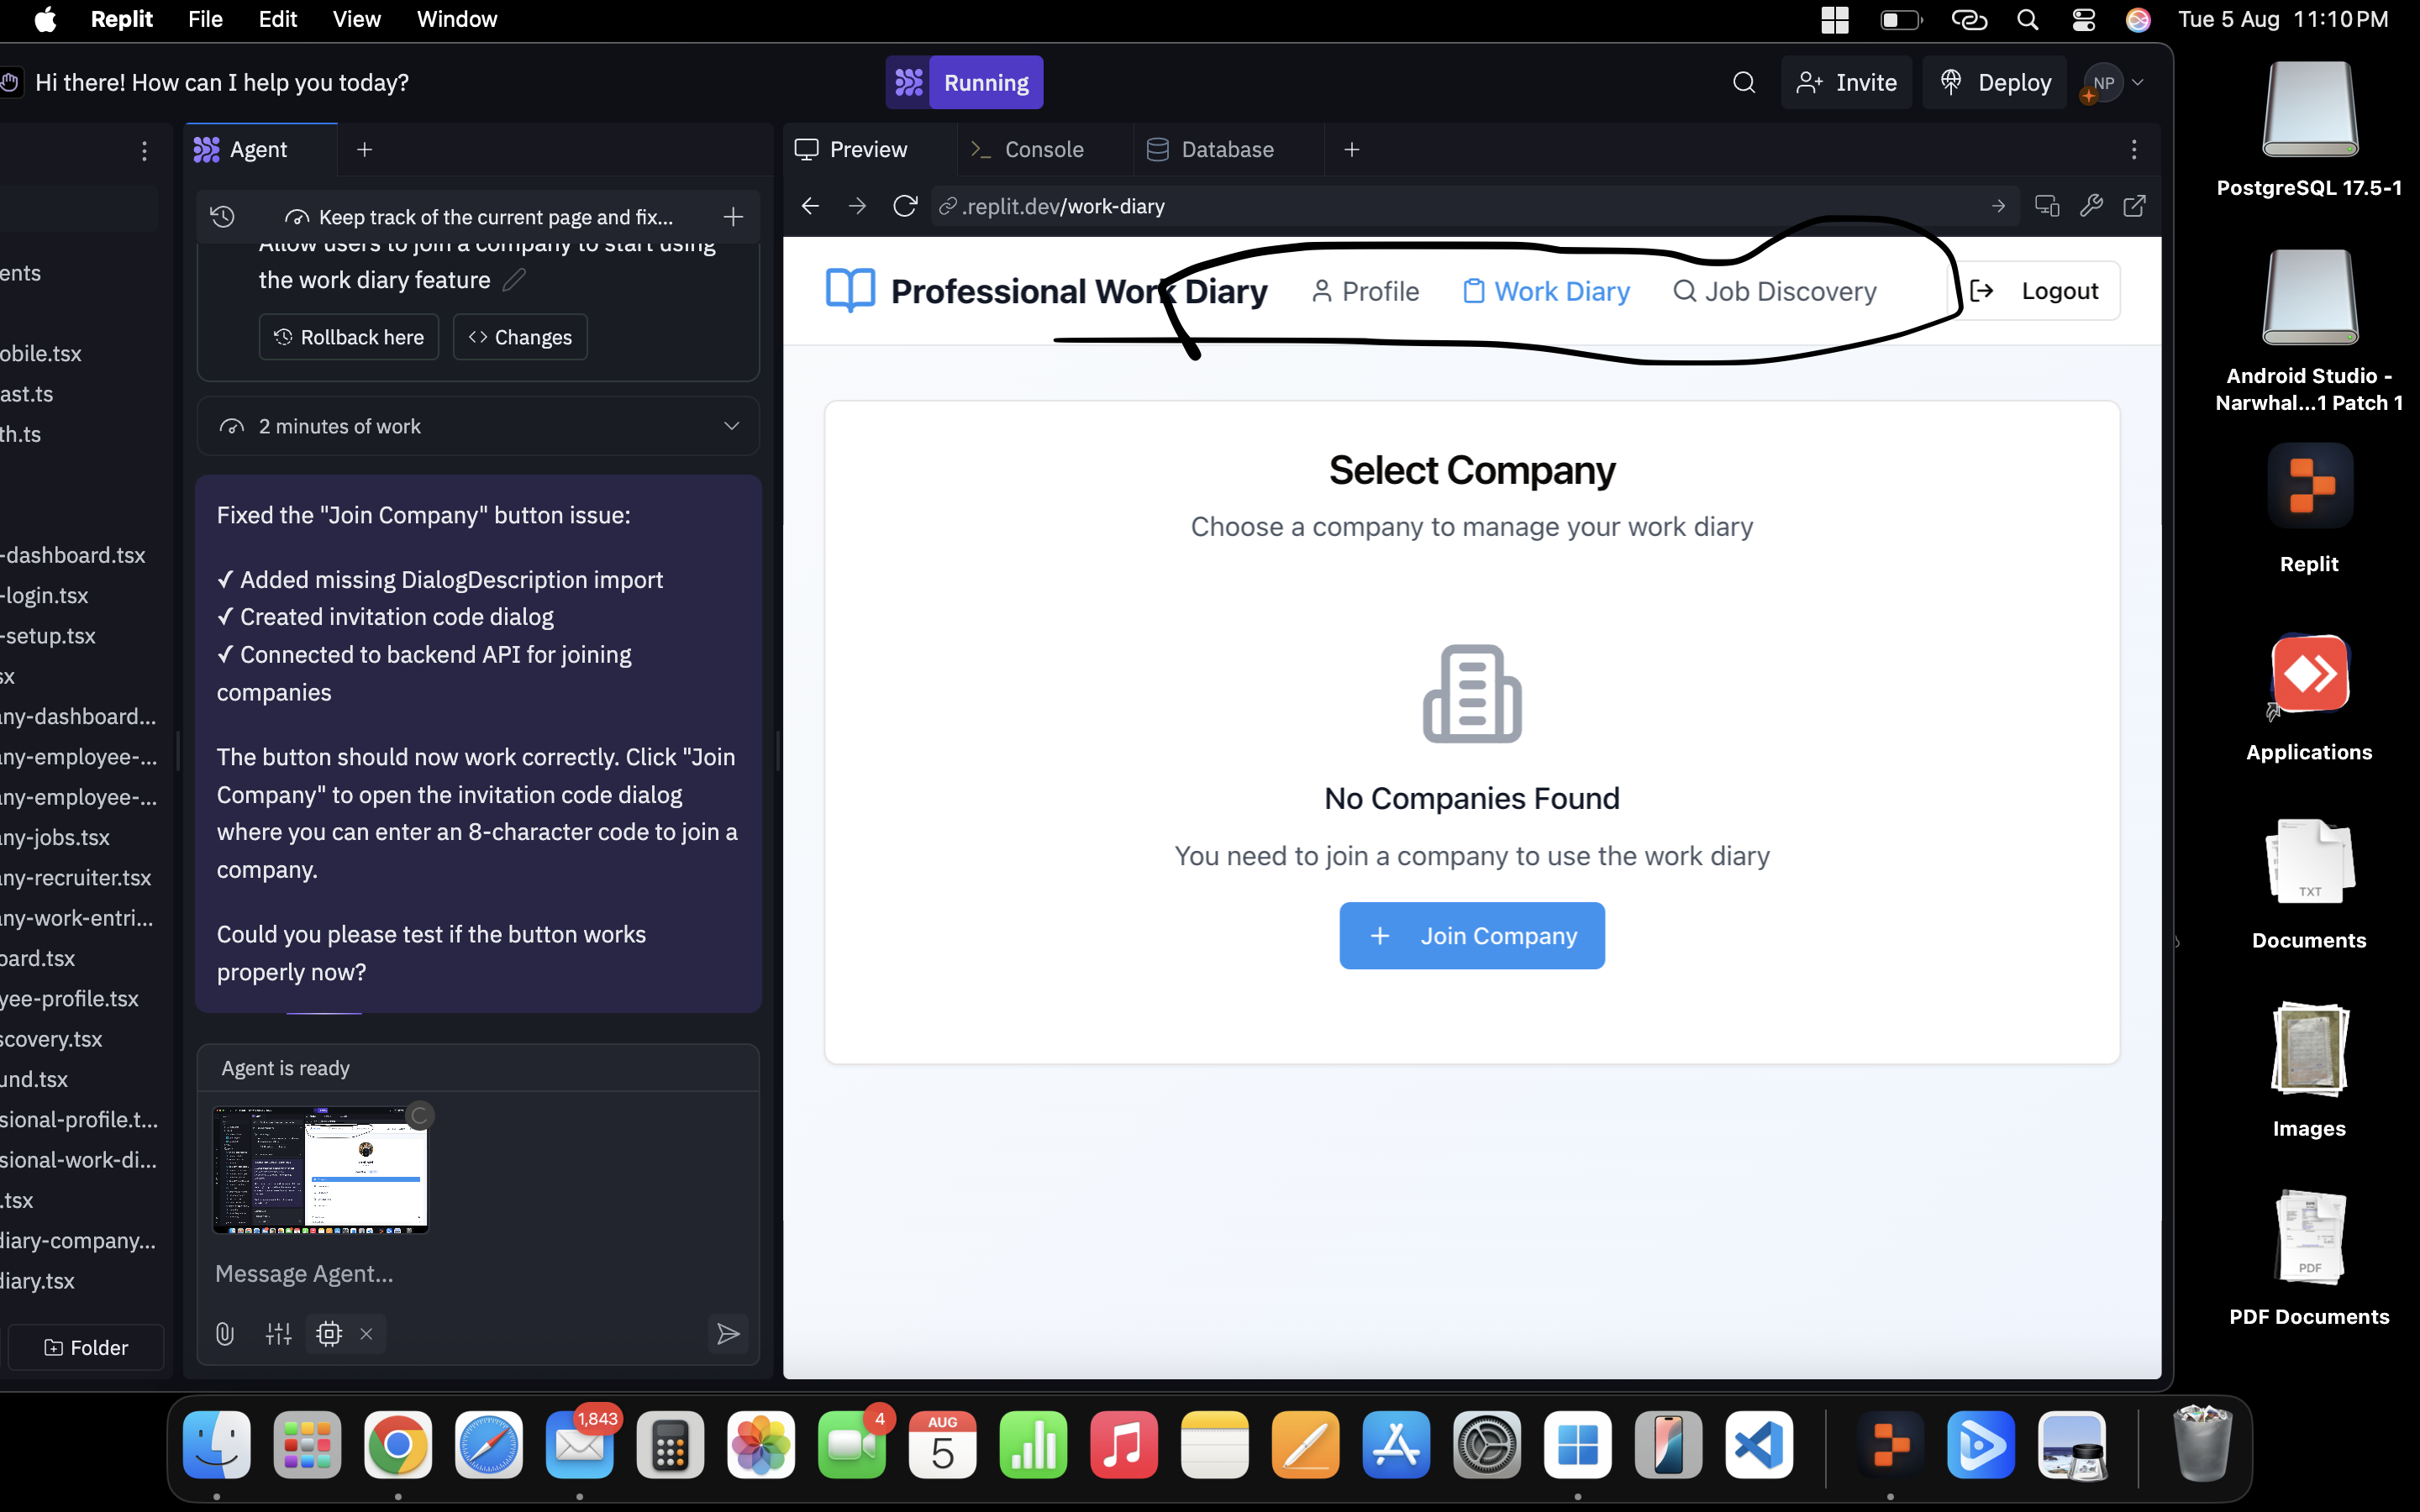 Replit File Edit View Window
Tue 5 Aug 11:10 PM
Hi there! How can I help you today?
Running
Invite
Deploy
NP
Agent
Preview
Console
Database
Keep track of the current page and fix...
.replit.dev/work-diary
Allow users to join a company to start using
the work diary feature
Rollback here
Changes
2 minutes of work
Fixed the "Join Company" button issue:
✓ Added missing DialogDescription import
✓ Created invitation code dialog
✓ Connected to backend API for joining
companies
The button should now work correctly. Click "Join
Company" to open the invitation code dialog
where you can enter an 8-character code to join a
company.
Could you please test if the button works
properly now?
Agent is ready
Message Agent...
ents
obile.tsx
ast.ts
th.ts
-dashboard.tsx
-login.tsx
-setup.tsx
sx
any-dashboard...
any-employee-...
any-employee-...
any-jobs.tsx
any-recruiter.tsx
any-work-entri...
oard.tsx
yee-profile.tsx
scovery.tsx
und.tsx
sional-profile.t...
sional-work-di...
.tsx
diary-company...
diary.tsx
Folder
Professional Work Diary
Profile
Work Diary
Job Discovery
Logout
Select Company
Choose a company to manage your work diary
No Companies Found
You need to join a company to use the work diary
+ Join Company
PostgreSQL 17.5-1
Android Studio -
Narwhal...1 Patch 1
Replit
Applications
TXT
Documents
Images
PDF
PDF Documents
1,843
4
AUG
5